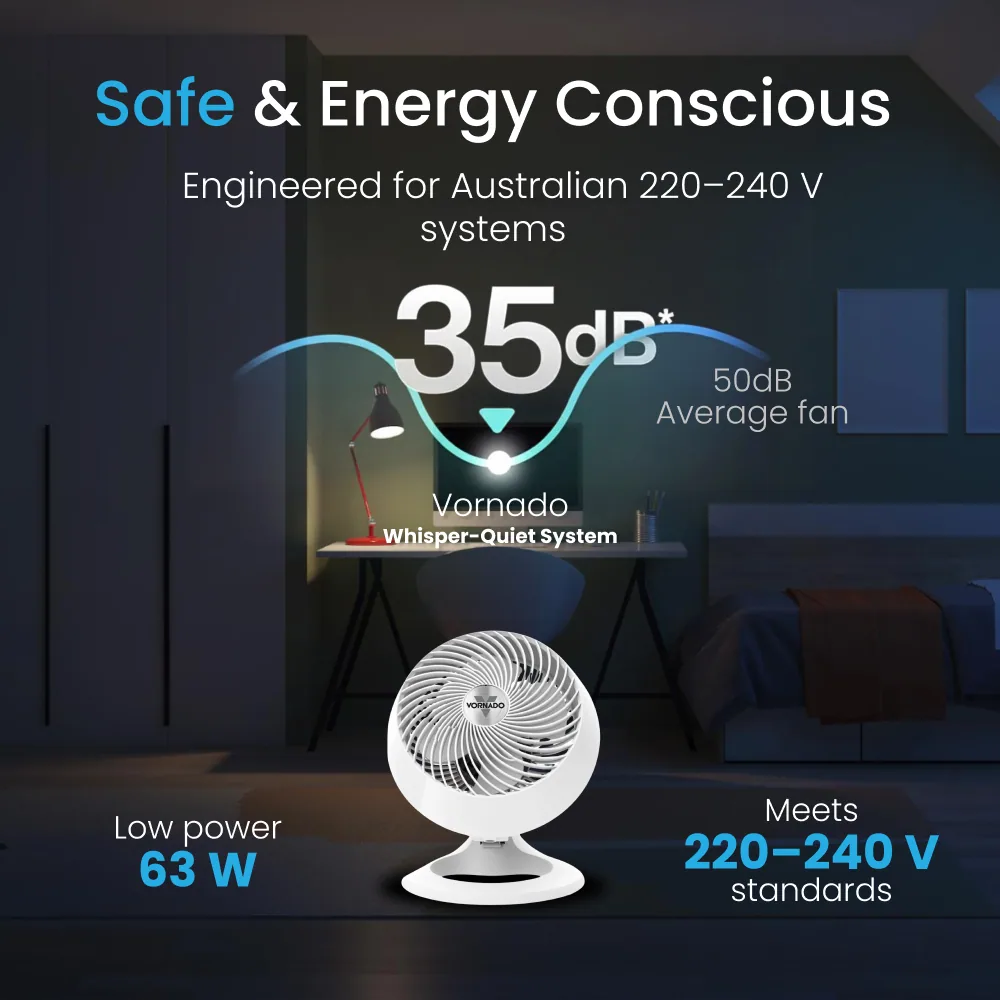 Safe & Energy Conscious
Engineered for Australian 220–240 V
systems
35dB*
50dB
Average fan
Vornado
Whisper-Quiet System
VORNADO
Low power
63 W
Meets
220–240 V
standards